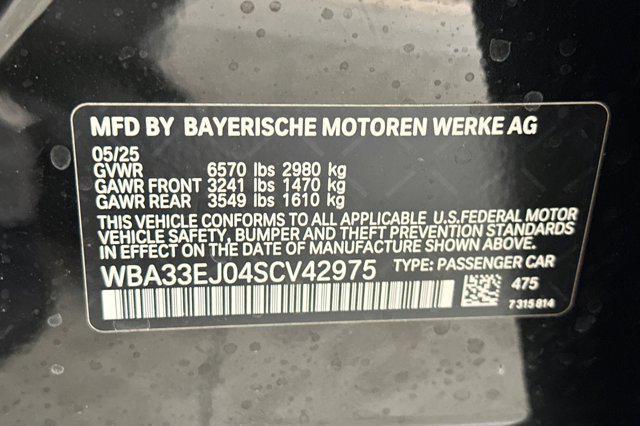 MFD BY BAYERISCHE MOTOREN WERKE AG
05/25
GVWR 6570 lbs 2980 kg
GAWR FRONT 3241 lbs 1470 kg
GAWR REAR 3549 lbs 1610 kg
THIS VEHICLE CONFORMS TO ALL APPLICABLE U.S.FEDERAL MOTOR
VEHICLE SAFETY, BUMPER AND THEFT PREVENTION STANDARDS
IN EFFECT ON THE DATE OF MANUFACTURE SHOWN ABOVE.
WBA33EJ04SCV42975 TYPE: PASSENGER CAR
475
7 315 814